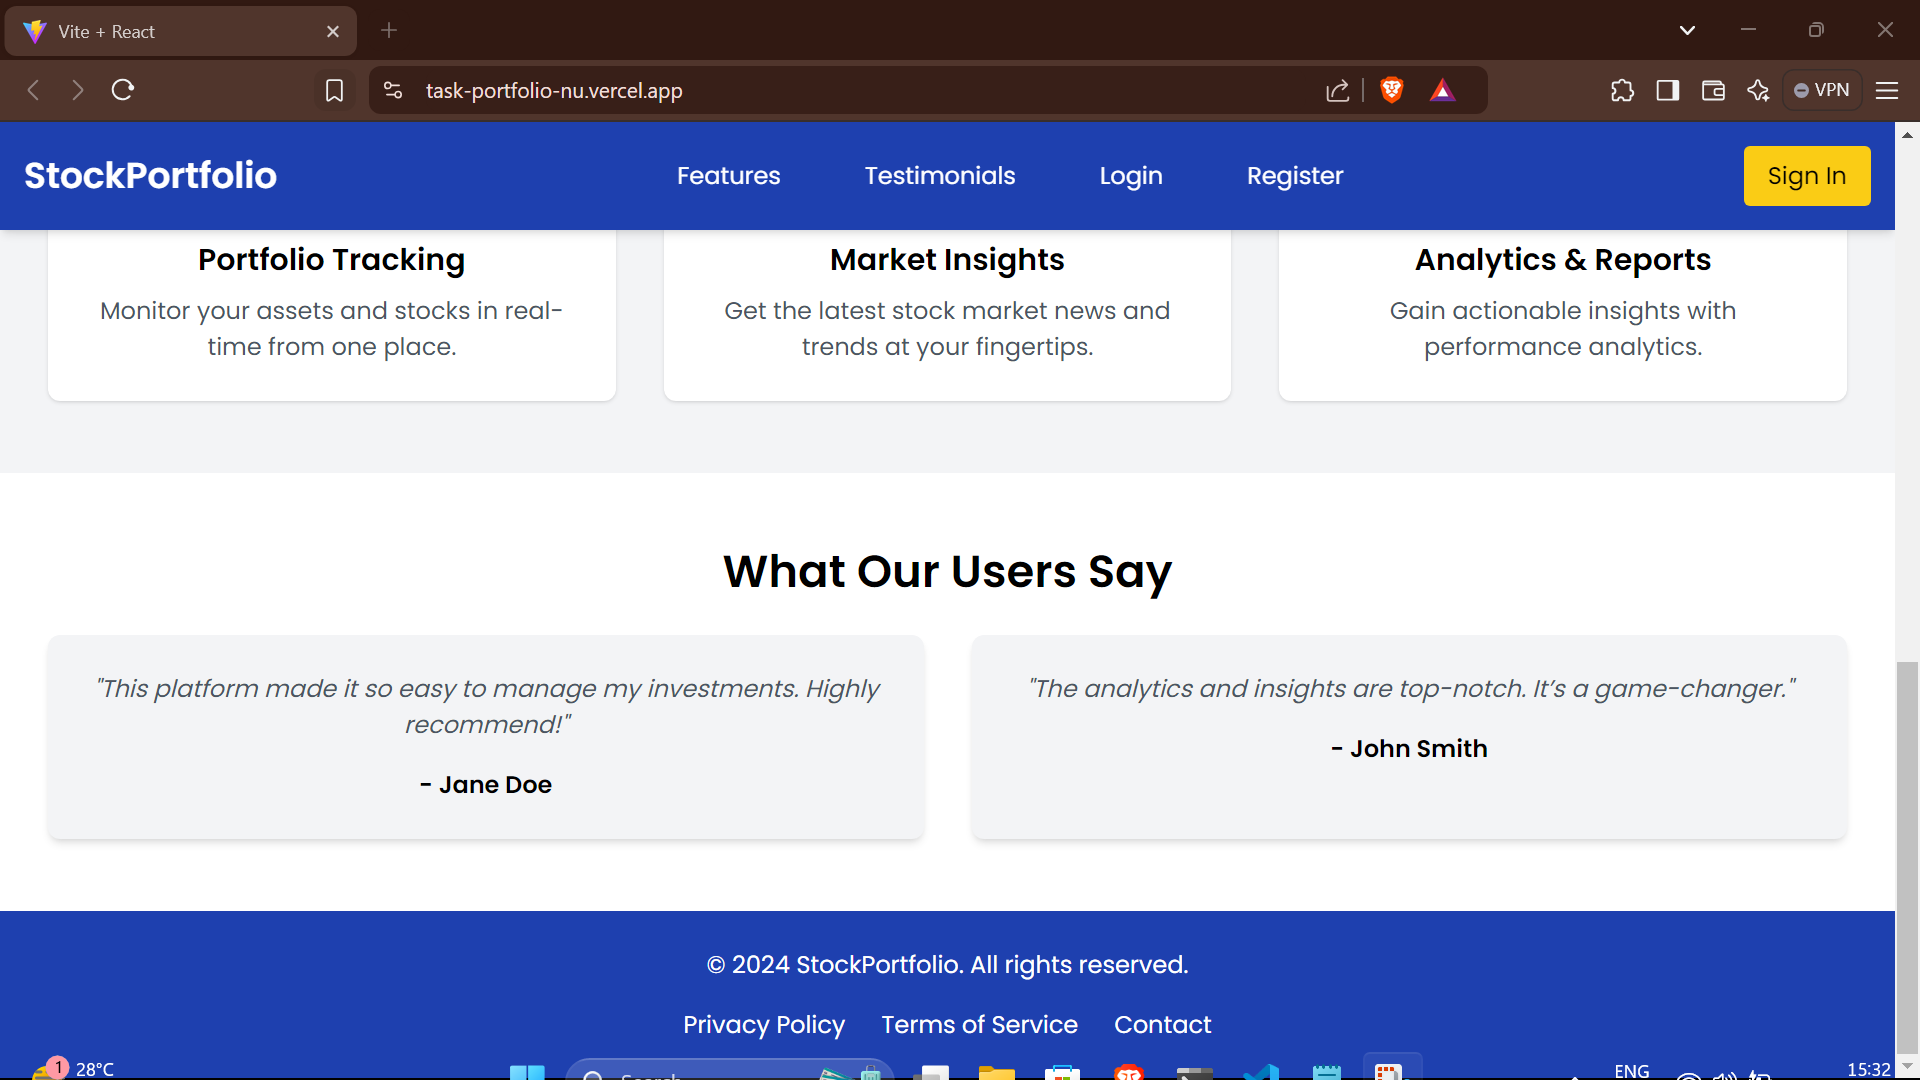 Vite + React
task-portfolio-nu.vercel.app
VPN
StockPortfolio
Features
Testimonials
Login
Register
Sign In
Portfolio Tracking
Monitor your assets and stocks in real-
time from one place.
Market Insights
Get the latest stock market news and
trends at your fingertips.
Analytics & Reports
Gain actionable insights with
performance analytics.
What Our Users Say
"This platform made it so easy to manage my investments. Highly
recommend!"
- Jane Doe
"The analytics and insights are top-notch. It’s a game-changer."
- John Smith
© 2024 StockPortfolio. All rights reserved.
Privacy Policy
Terms of Service
Contact
1
28°C
Search
ENG
15:32